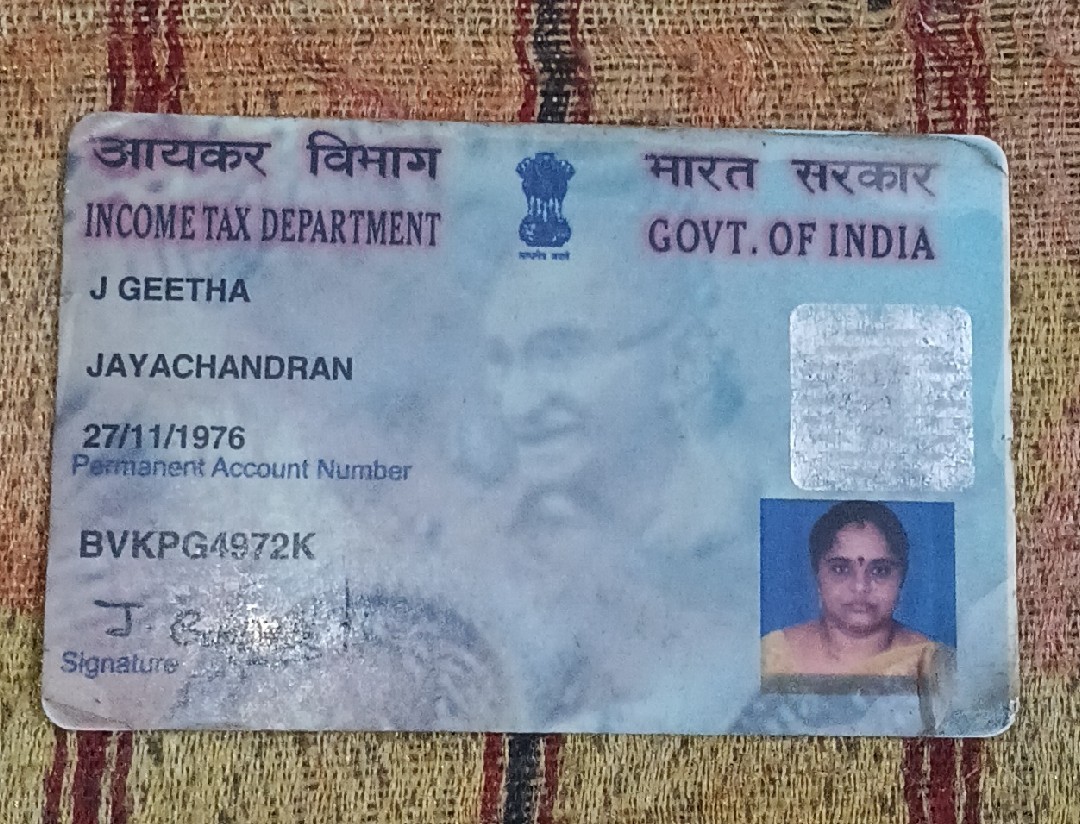 आयकर विभाग
INCOME TAX DEPARTMENT
भारत सरकार
GOVT. OF INDIA
J GEETHA
JAYACHANDRAN
27/11/1976
Permanent Account Number
BVKPG4972K
J.
Signature